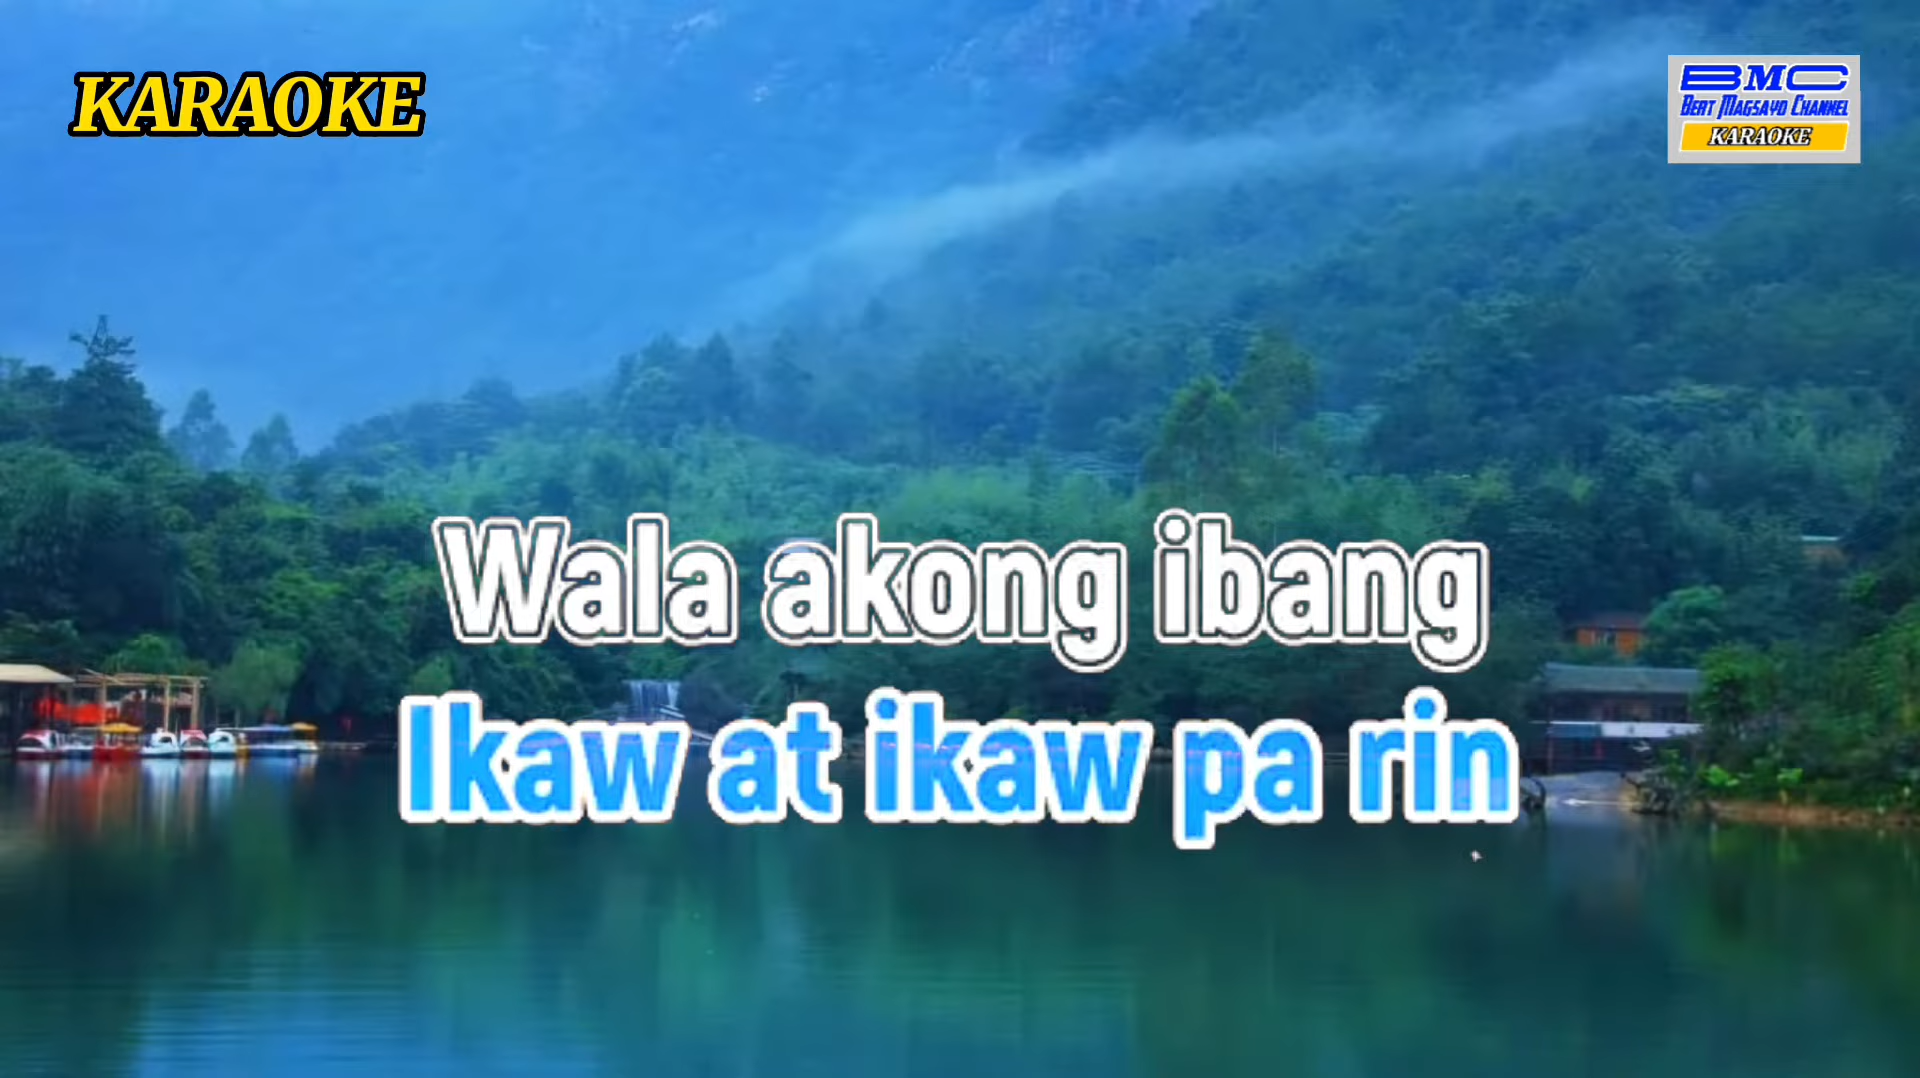 KARAOKE
BMC
BERT MAGSAYO CHANNEL
KARAOKE
Wala akong ibang
Ikaw at ikaw pa rin